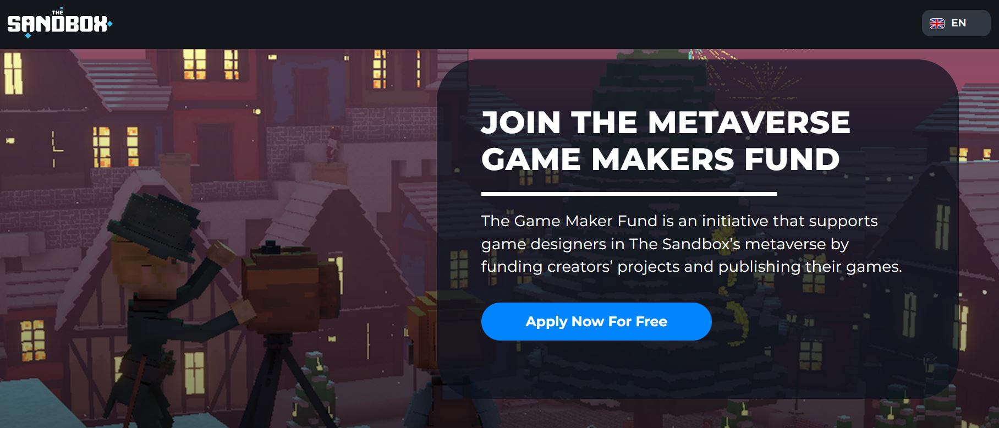 THE
SANDBOX
EN
JOIN THE METAVERSE
GAME MAKERS FUND
The Game Maker Fund is an initiative that supports
game designers in The Sandbox’s metaverse by
funding creators’ projects and publishing their games.
Apply Now For Free